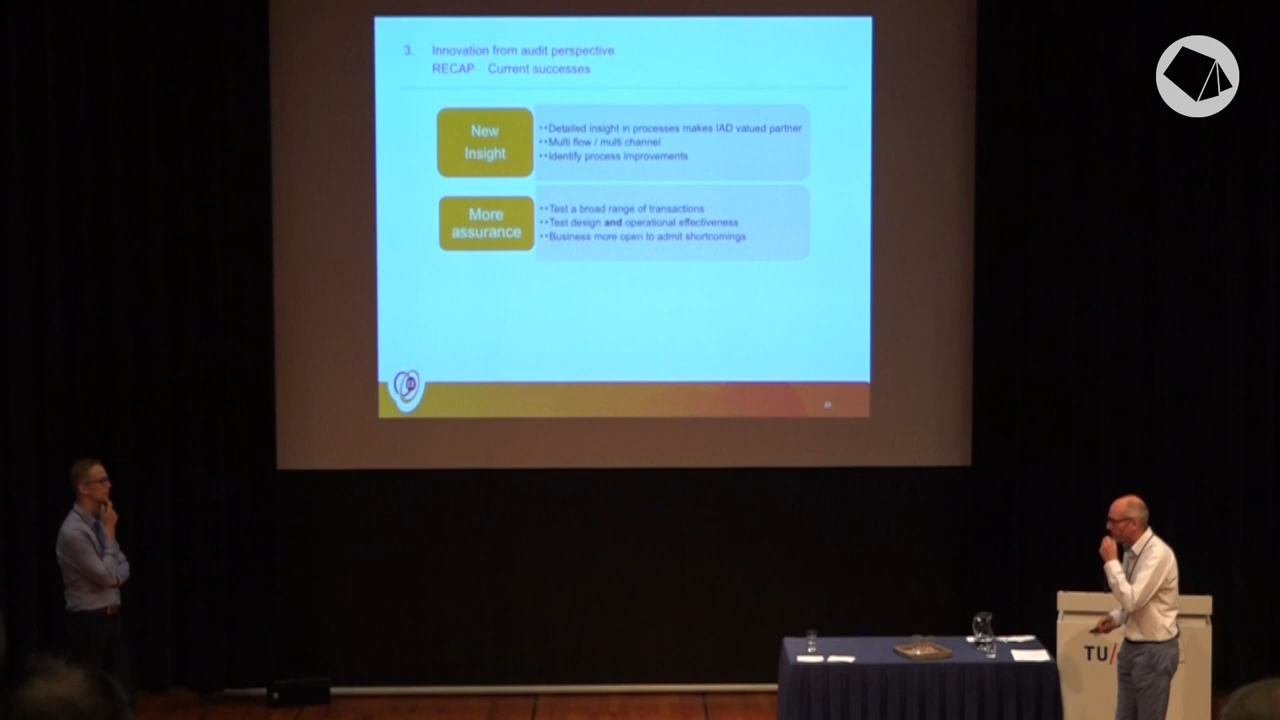 3. Innovation from audit perspective
RECAP Current successes
New
Insight
••Detailed insight in processes makes IAD valued partner
••Multi flow / multi channel
••Identify process improvements
More
assurance
••Test a broad range of transactions
••Test design and operational effectiveness
••Business more open to admit shortcomings
TU/